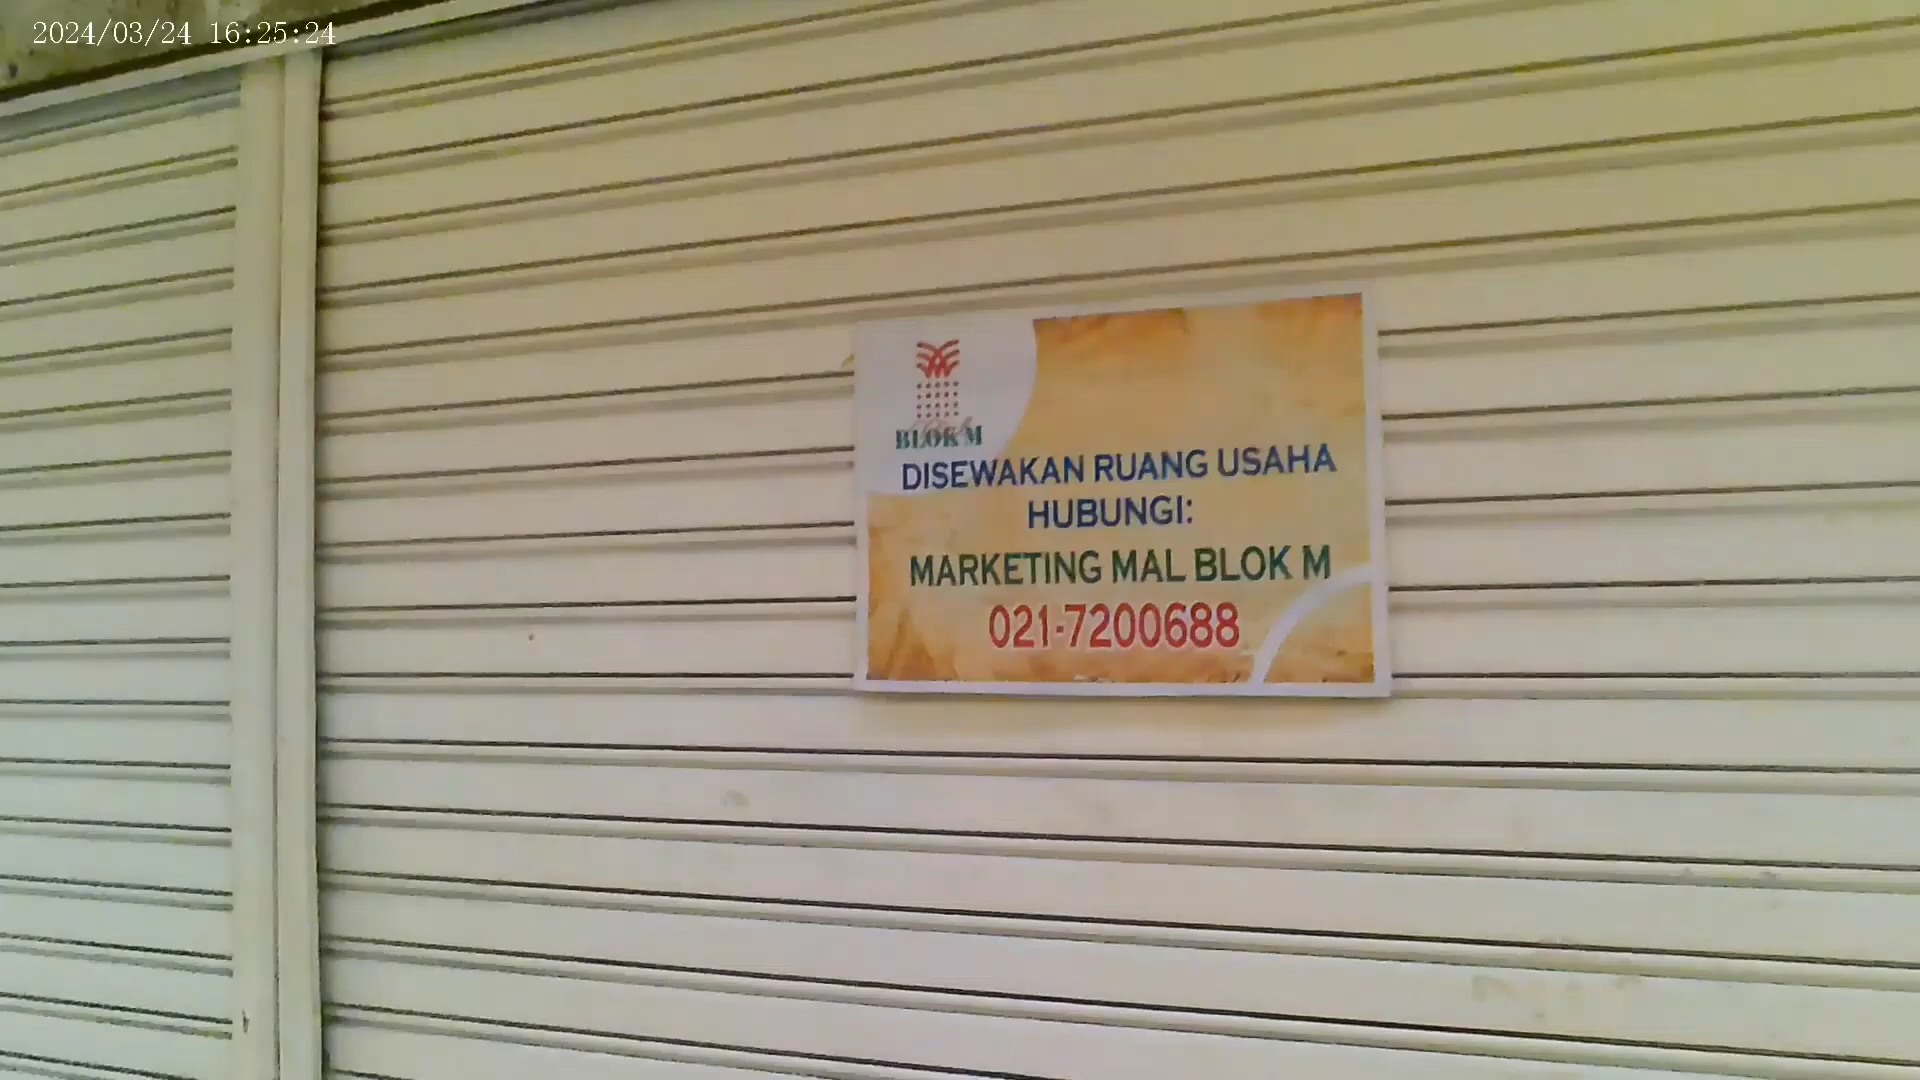 2024/03/24 16:25:24
BLOK M
DISEWAKAN RUANG USAHA
HUBUNGI:
MARKETING MAL BLOK M
021-7200688